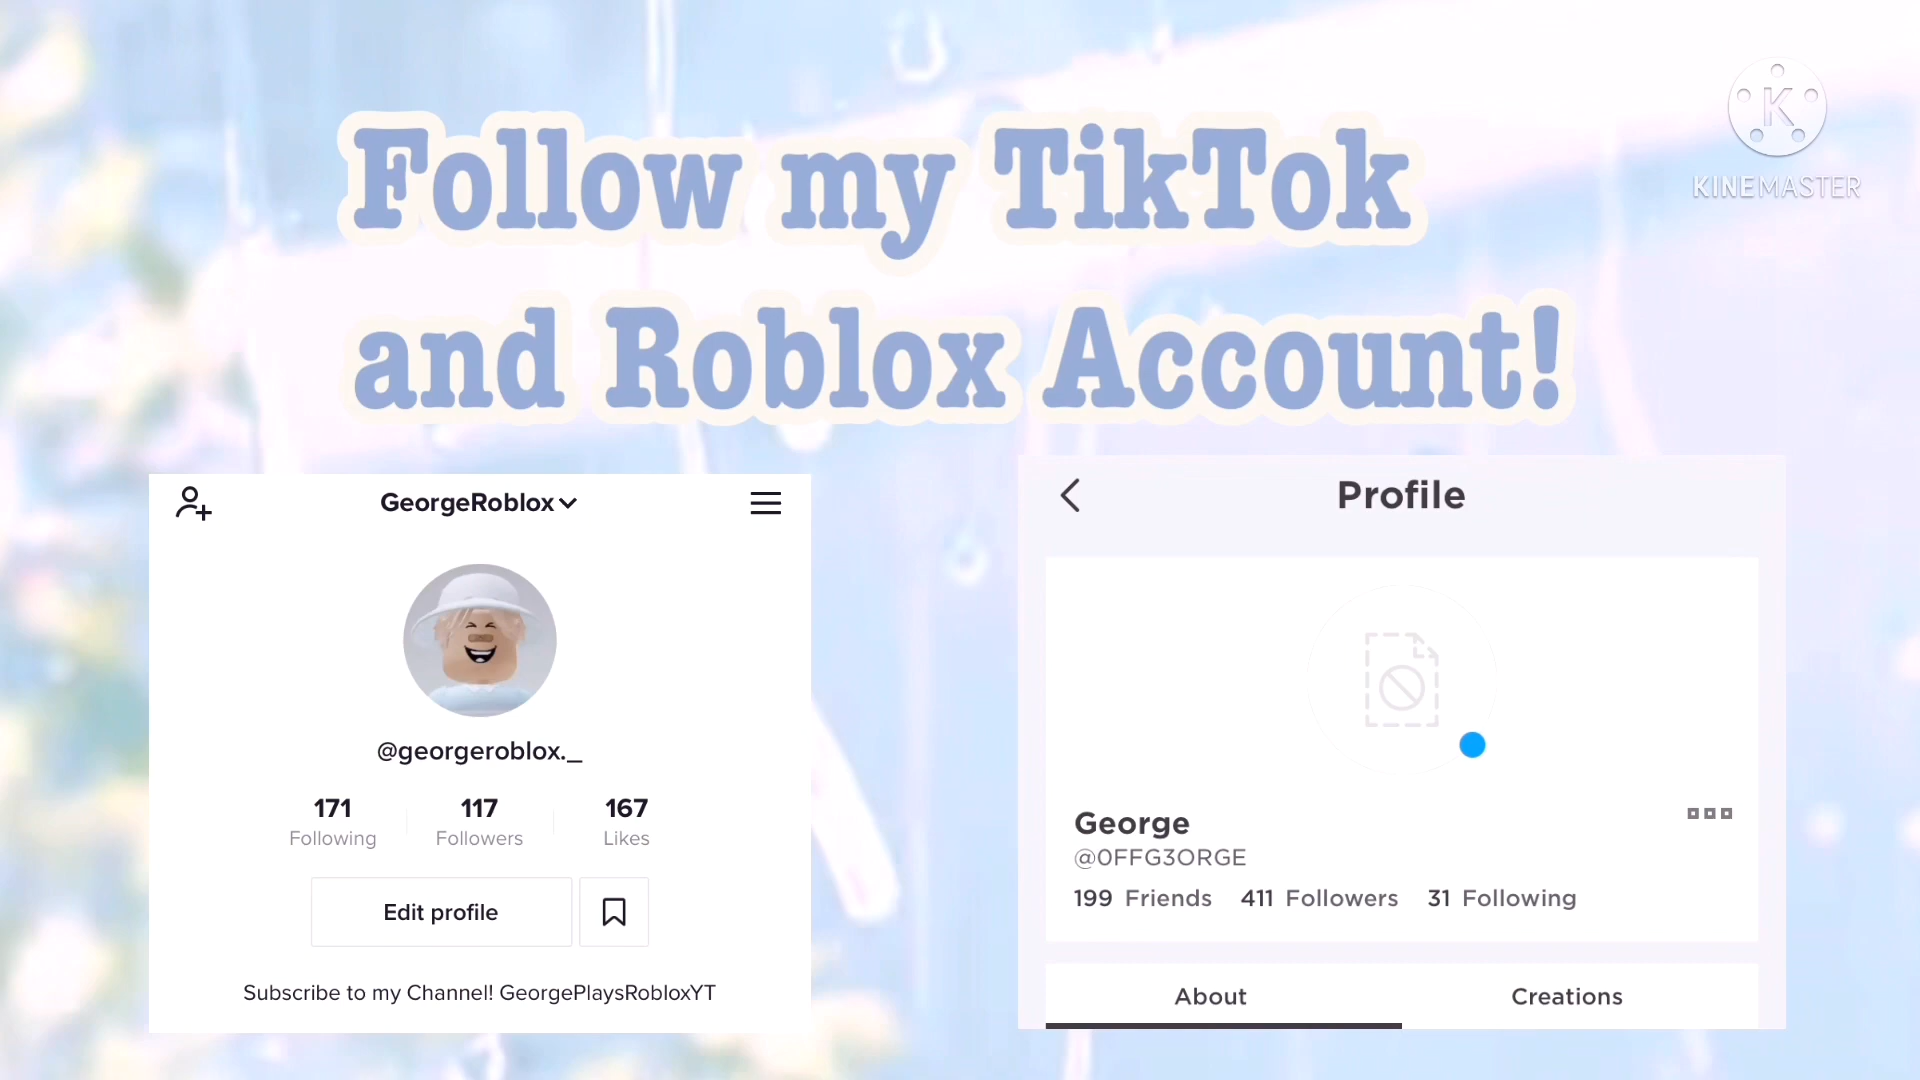 Follow my TikTok
and Roblox Account!
KINEMASTER
GeorgeRoblox
@georgeroblox._
171 117 167
Following Followers Likes
Edit profile
Subscribe to my Channel! GeorgePlaysRobloxYT
Profile
George
@0FFG3ORGE
199 Friends 411 Followers 31 Following
About Creations